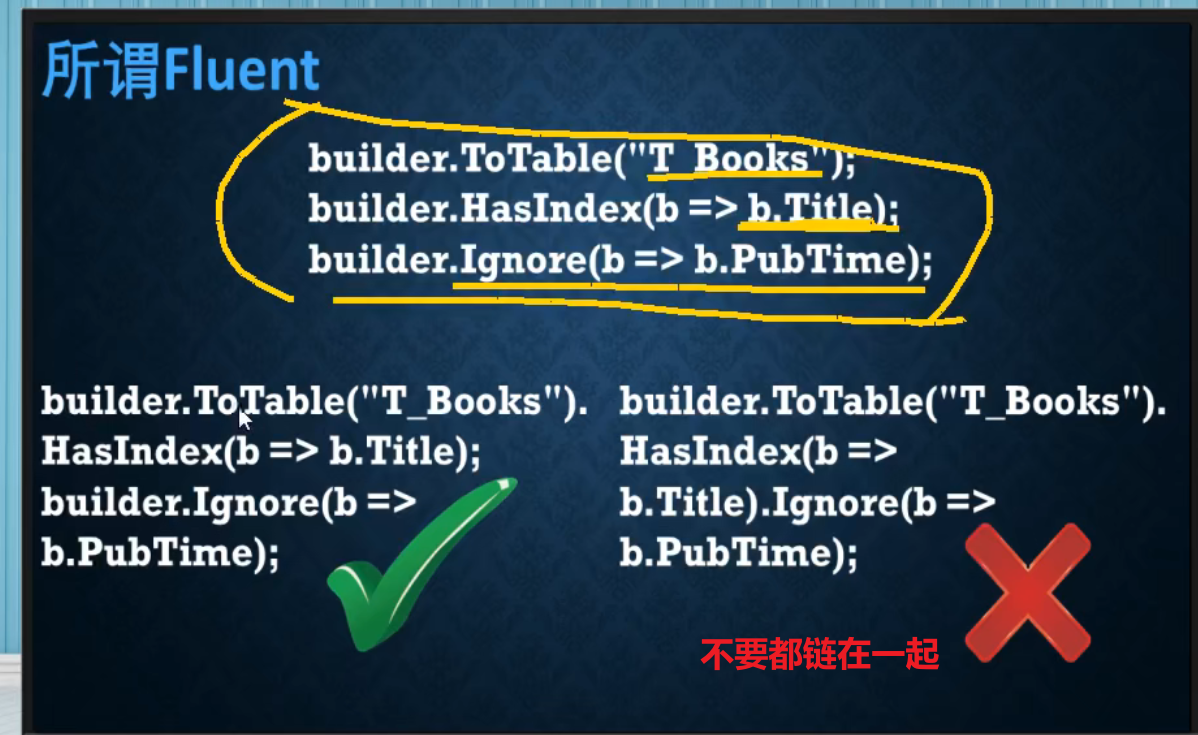 所谓Fluent
builder.ToTable("T_Books");
builder.HasIndex(b => b.Title);
builder.Ignore(b => b.PubTime);
builder.ToTable("T_Books").
HasIndex(b => b.Title);
builder.Ignore(b =>
b.PubTime);
builder.ToTable("T_Books").
HasIndex(b =>
b.Title).Ignore(b =>
b.PubTime);
不要都链在一起